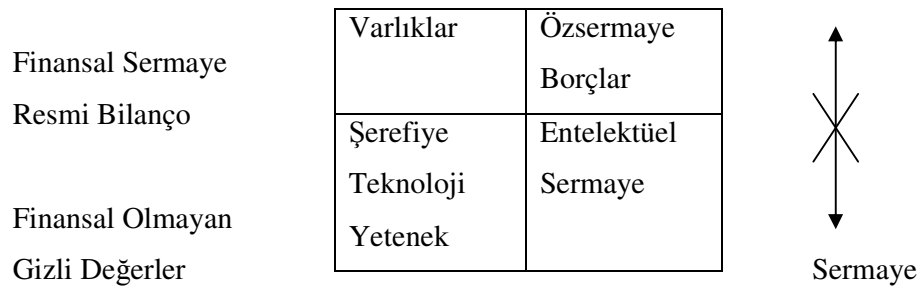 Finansal Sermaye
Resmi Bilanço
Finansal Olmayan
Gizli Değerler
Varlıklar
Özsermaye
Borçlar
Şerefiye
Teknoloji
Yetenek
Entelektüel
Sermaye
Sermaye